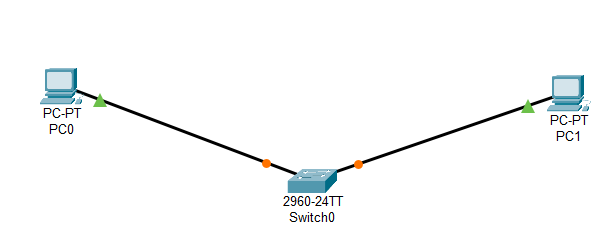 PC-PT
PC0
PC-PT
PC1
2960-24TT
Switch0